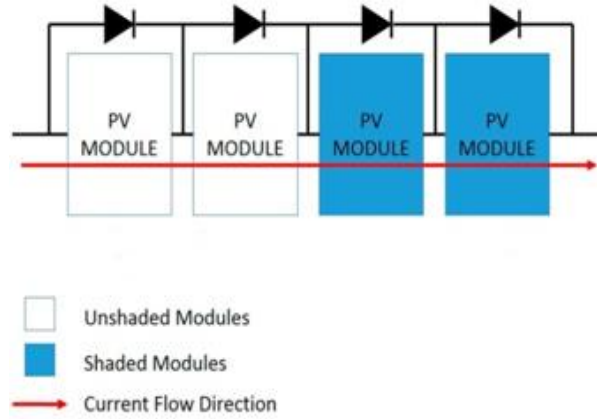 PV MODULE
PV MODULE
PV MODULE
PV MODULE
Unshaded Modules
Shaded Modules
Current Flow Direction